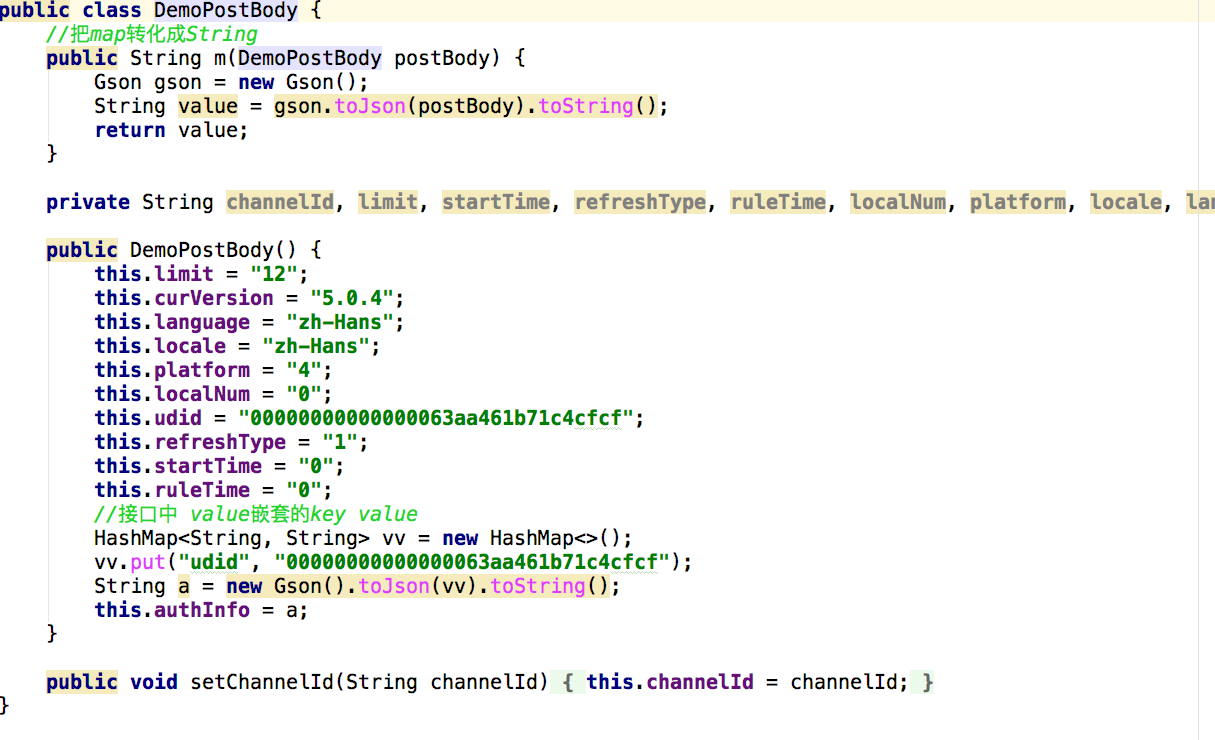 public class DemoPostBody {
//把map转化成String
public String m(DemoPostBody postBody) {
Gson gson = new Gson();
String value = gson.toJson(postBody).toString();
return value;
}
private String channelId, limit, startTime, refreshType, ruleTime, localNum, platform, locale, lan
public DemoPostBody() {
this.limit = "12";
this.curVersion = "5.0.4";
this.language = "zh-Hans";
this.locale = "zh-Hans";
this.platform = "4";
this.localNum = "0";
this.udid = "00000000000000063aa461b71c4cfcf";
this.refreshType = "1";
this.startTime = "0";
this.ruleTime = "0";
//接口中 value嵌套的key value
HashMap<String, String> vv = new HashMap<>();
vv.put("udid", "00000000000000063aa461b71c4cfcf");
String a = new Gson().toJson(vv).toString();
this.authInfo = a;
}
public void setChannelId(String channelId) { this.channelId = channelId; }
}